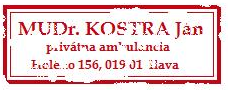 MUDr. KOSTRA Ján
privátna ambulancia
156, 019 01 Ilava